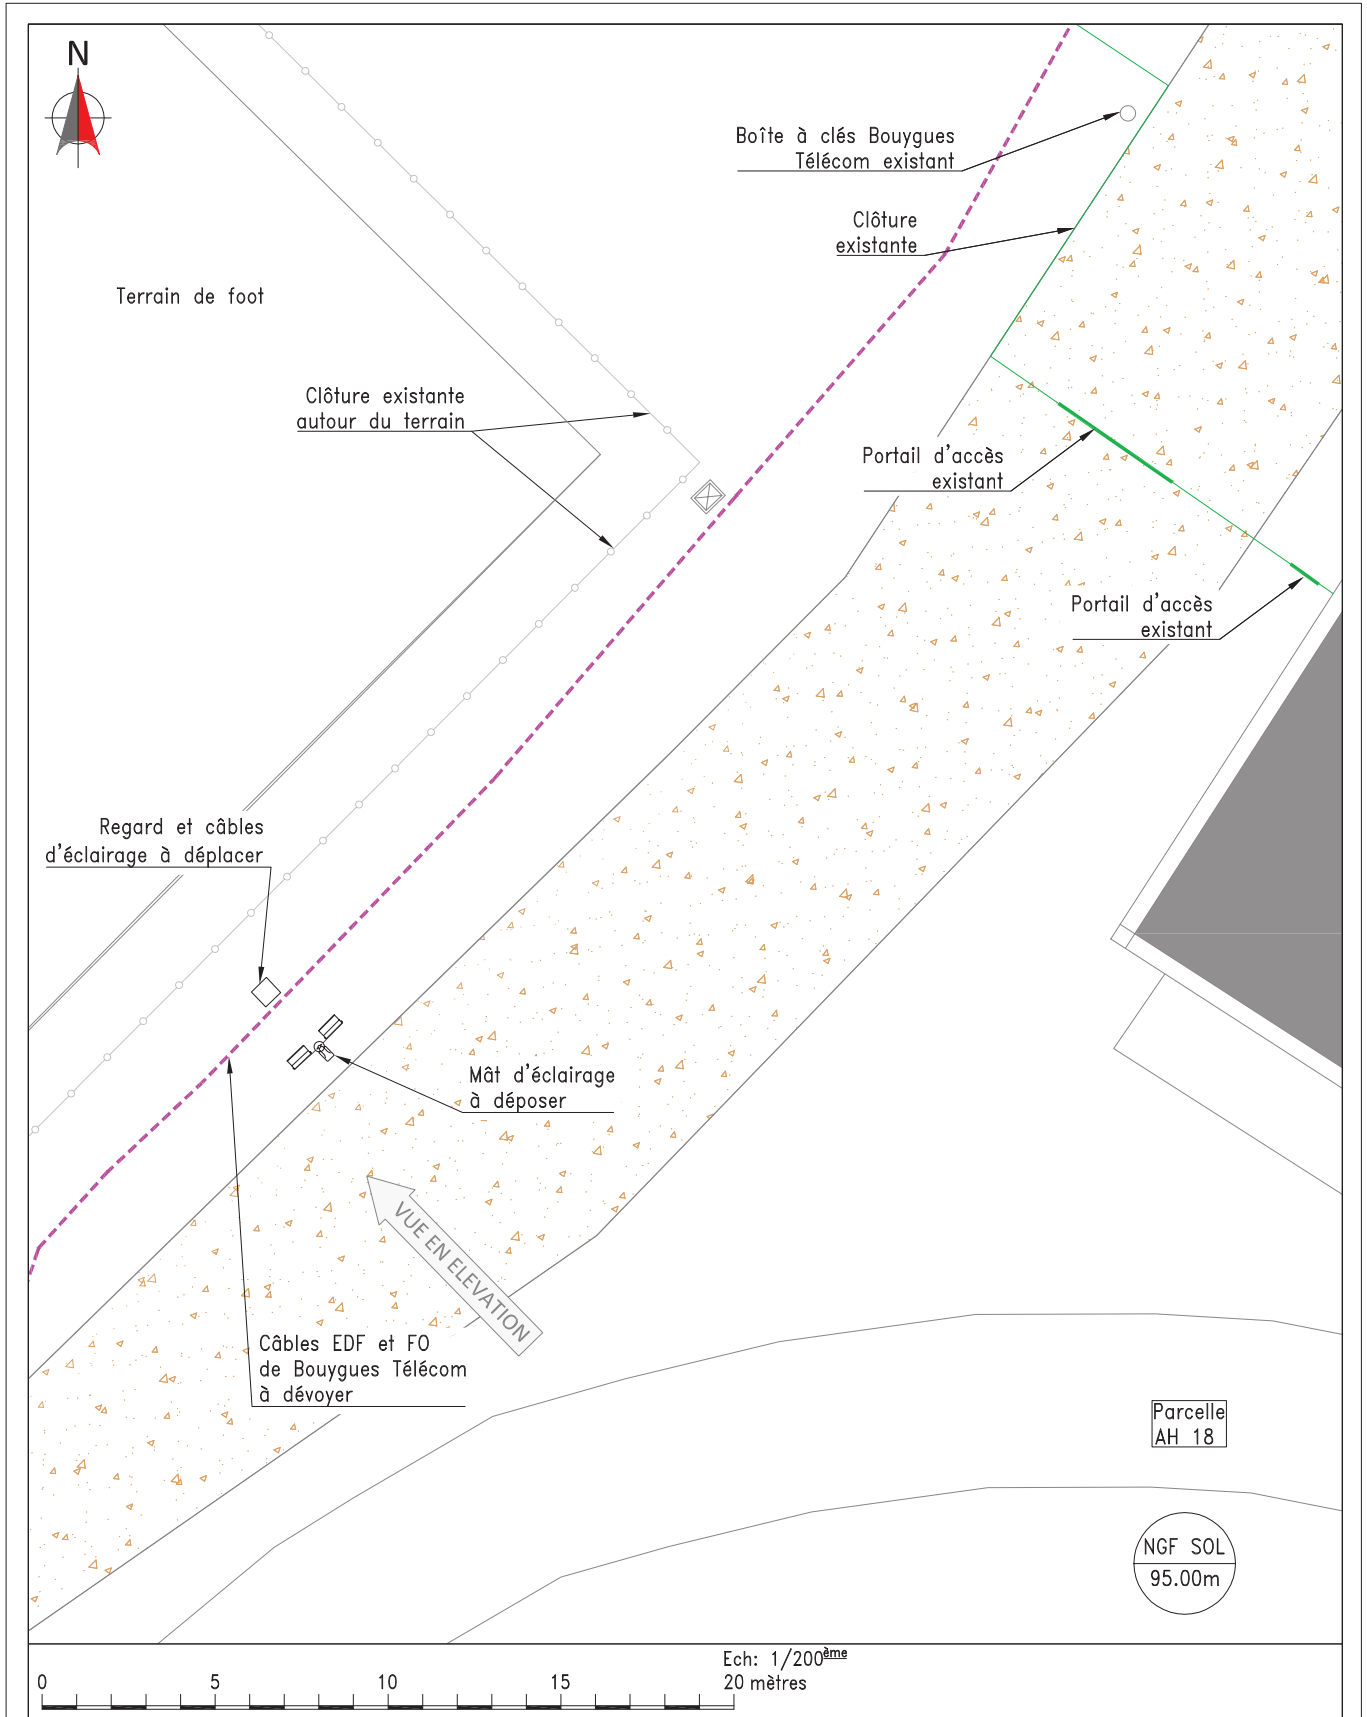 N
Boîte à clés Bouygues
Télécom existant
Clôture
existante
Terrain de foot
Clôture existante
autour du terrain
Portail d'accès
existant
Portail d'accès
existant
Regard et câbles
d'éclairage à déplacer
Mât d'éclairage
à déposer
VUE EN ELEVATION
Câbles EDF et FO
de Bouygues Télécom
à dévoyer
Parcelle
AH 18
NGF SOL
95.00m
Ech: 1/200ème
0 5 10 15 20 mètres